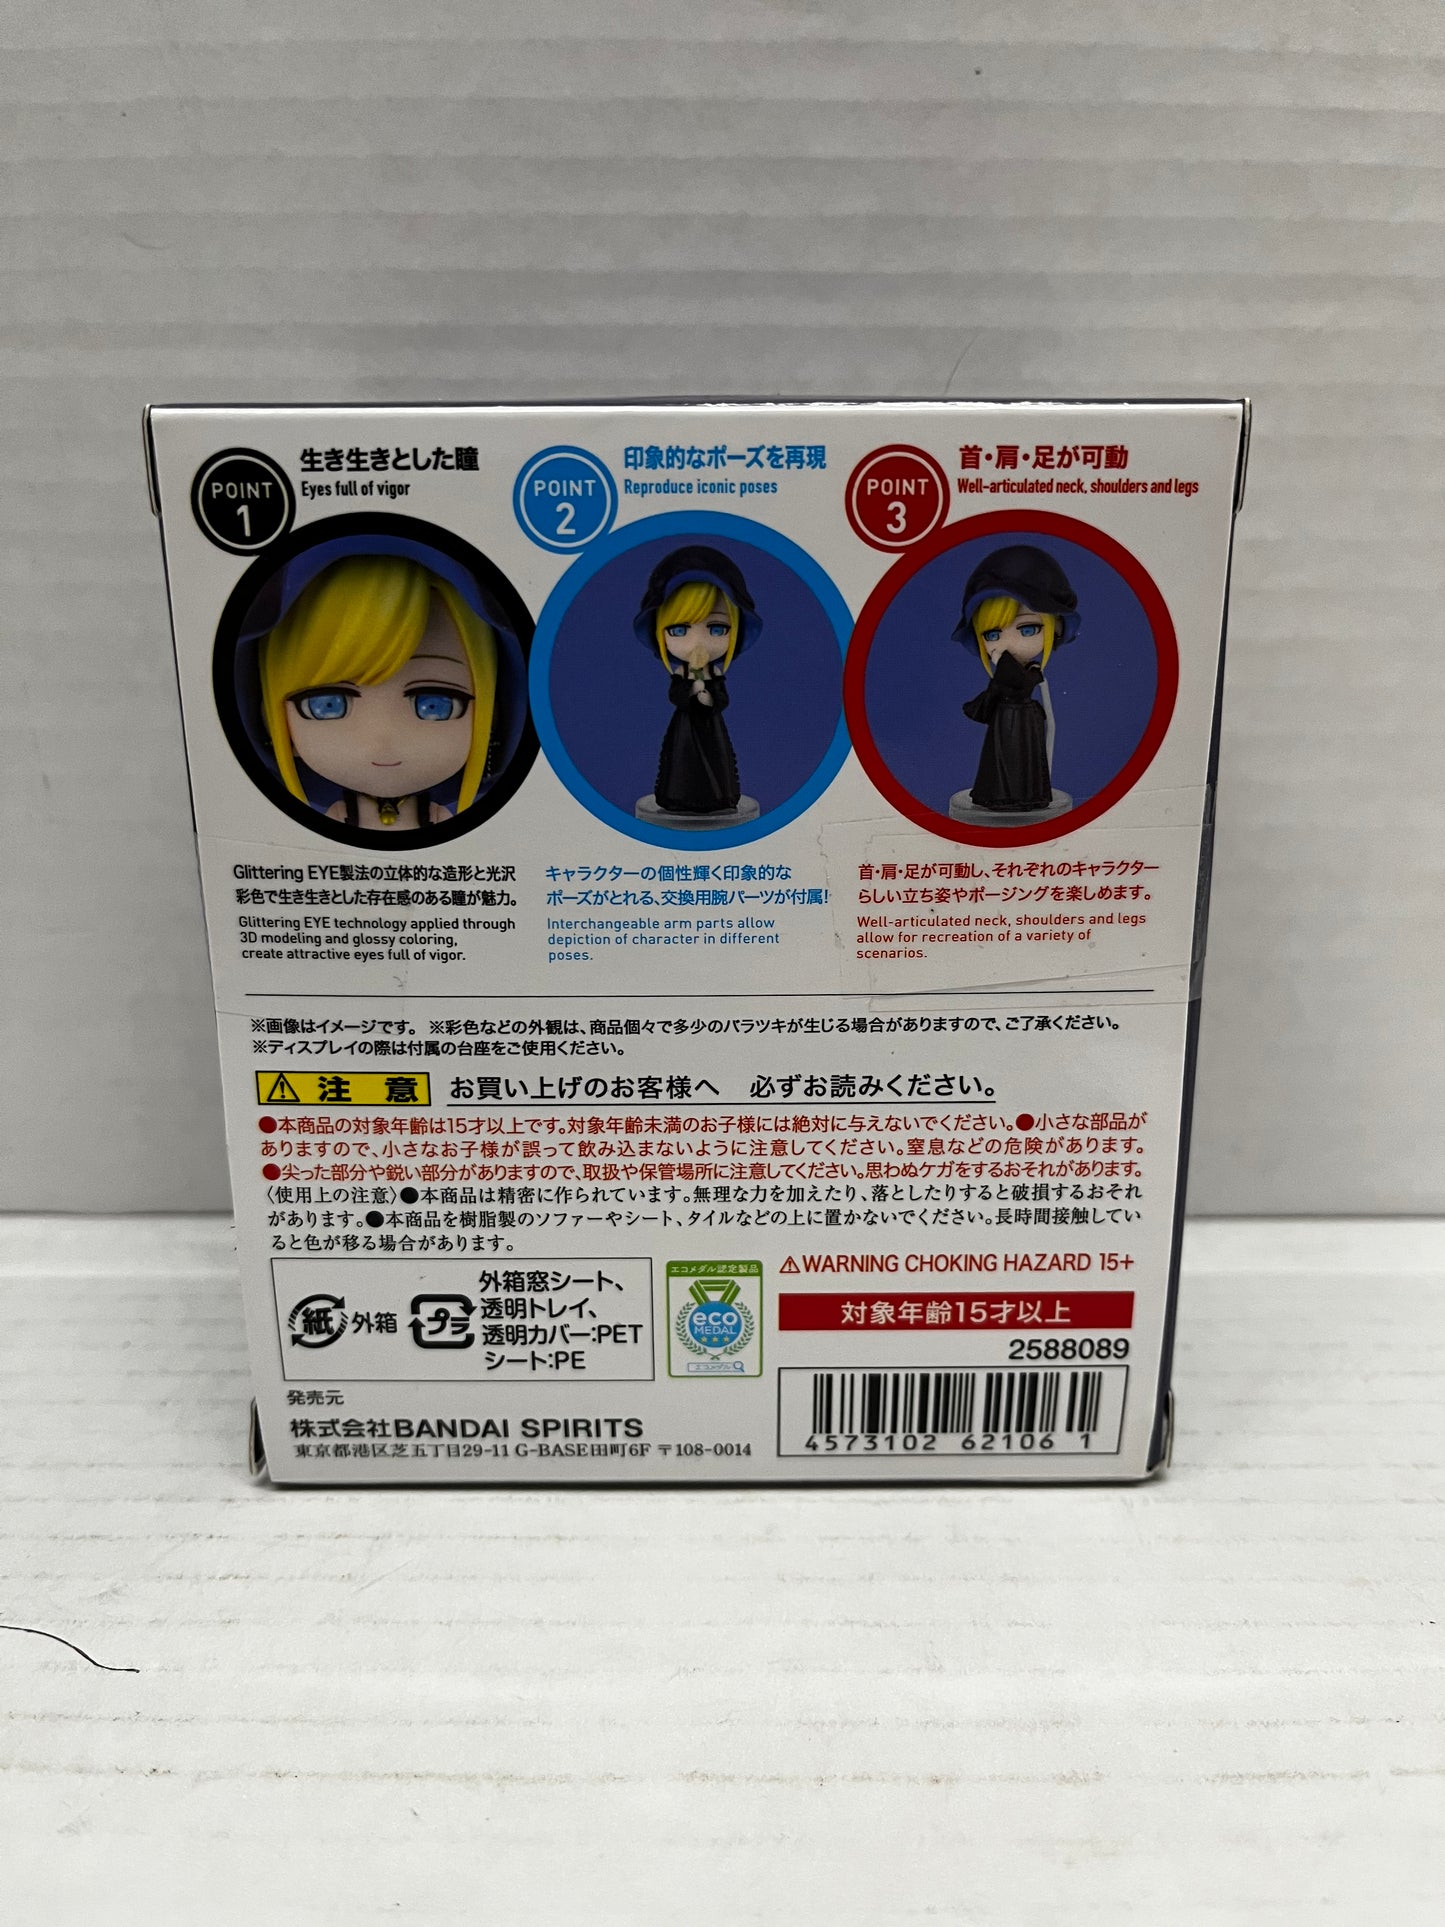 POINT
1
生き生きとした瞳
Eyes full of vigor
POINT
2
印象的なポーズを再現
Reproduce iconic poses
POINT
3
首・肩・足が可動
Well-articulated neck, shoulders and legs
Glittering EYE製法の立体的な造形と光沢
彩色で生き生きとした存在感のある瞳が魅力。
Glittering EYE technology applied through
3D modeling and glossy coloring,
create attractive eyes full of vigor.
キャラクターの個性輝く印象的な
ポーズがとれる、交換用腕パーツが付属!
Interchangeable arm parts allow
depiction of character in different
poses.
首・肩・足が可動し、それぞれのキャラクター
らしい立ち姿やポージングを楽しめます。
Well-articulated neck, shoulders and legs
allow for recreation of a variety of
scenarios.
※画像はイメージです。 ※彩色などの外観は、商品個々で多少のバラツキが生じる場合がありますので、ご了承ください。
※ディスプレイの際は付属の台座をご使用ください。
注 意 お買い上げのお客様へ 必ずお読みください。
●本商品の対象年齢は15才以上です。対象年齢未満のお子様には絶対に与えないでください。●小さな部品が
ありますので、小さなお子様が誤って飲み込まないように注意してください。窒息などの危険があります。
●尖った部分や鋭い部分がありますので、取扱や保管場所に注意してください。思わぬケガをするおそれがあります。
〈使用上の注意〉●本商品は精密に作られています。無理な力を加えたり、落としたりすると破損するおそれ
があります。●本商品を樹脂製のソファーやシート、タイルなどの上に置かないでください。長時間接触してい
ると色が移る場合があります。
紙 外箱
プラ
外箱窓シート、
透明トレイ、
透明カバー:PET
シート:PE
エコメダル認定製品
eco
MEDAL
エコメダル
⚠WARNING CHOKING HAZARD 15+
対象年齢15才以上
2588089
4573102 62106 1
発売元
株式会社BANDAI SPIRITS
東京都港区芝五丁目29-11 G-BASE田町6F 〒108-0014